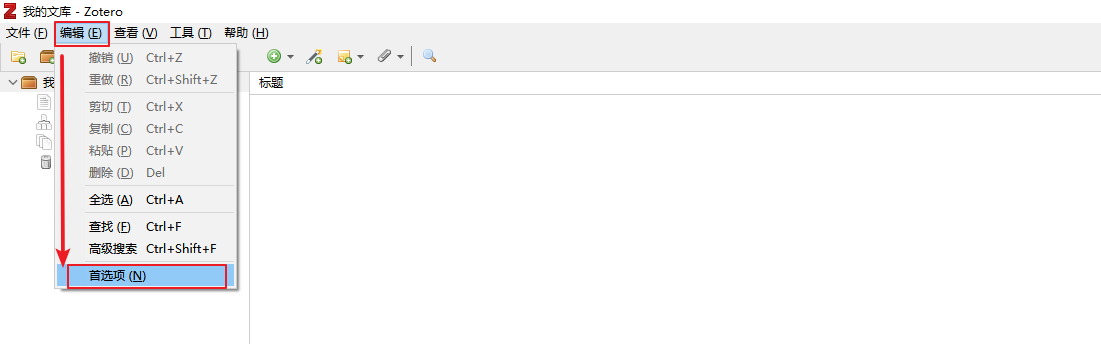 我的文库 - Zotero
文件 (F) 编辑 (E) 查看 (V) 工具 (T) 帮助 (H)
撤销 (U) Ctrl+Z
重做 (R) Ctrl+Shift+Z
我 标题
剪切 (T) Ctrl+X
复制 (C) Ctrl+C
粘贴 (P) Ctrl+V
删除 (D) Del
全选 (A) Ctrl+A
查找 (F) Ctrl+F
高级搜索 Ctrl+Shift+F
首选项 (N)